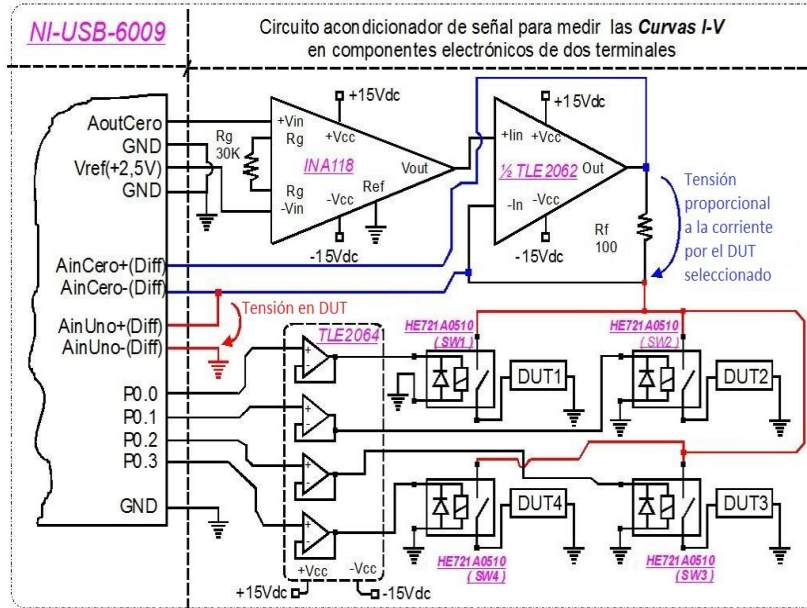 NI-USB-6009
Circuito acondicionador de señal para medir las Curvas I-V
en componentes electrónicos de dos terminales
AoutCero
GND
Vref(+2,5V)
GND
AinCero+(Diff)
AinCero-(Diff)
AinUno+(Diff)
AinUno-(Diff)
P0.0
P0.1
P0.2
P0.3
GND
+15Vdc
+Vin
+Vcc
Rg
Rg
30K
INA118
Vout
Rg
-Vcc
Ref
-Vin
-15Vdc
+15Vdc
+Iin
+Vcc
½ TLE2062
Out
-Vcc
-In
-15Vdc
Rf
100
Tensión
proporcional
a la corriente
por el DUT
seleccionado
Tensión en DUT
TLE2064
+
+
+
+
-
+Vcc
-Vcc
+15Vdc
-15Vdc
HE721A0510
(SW1)
DUT1
HE721A0510
(SW2)
DUT2
DUT4
HE721A0510
(SW4)
DUT3
HE721A0510
(SW3)